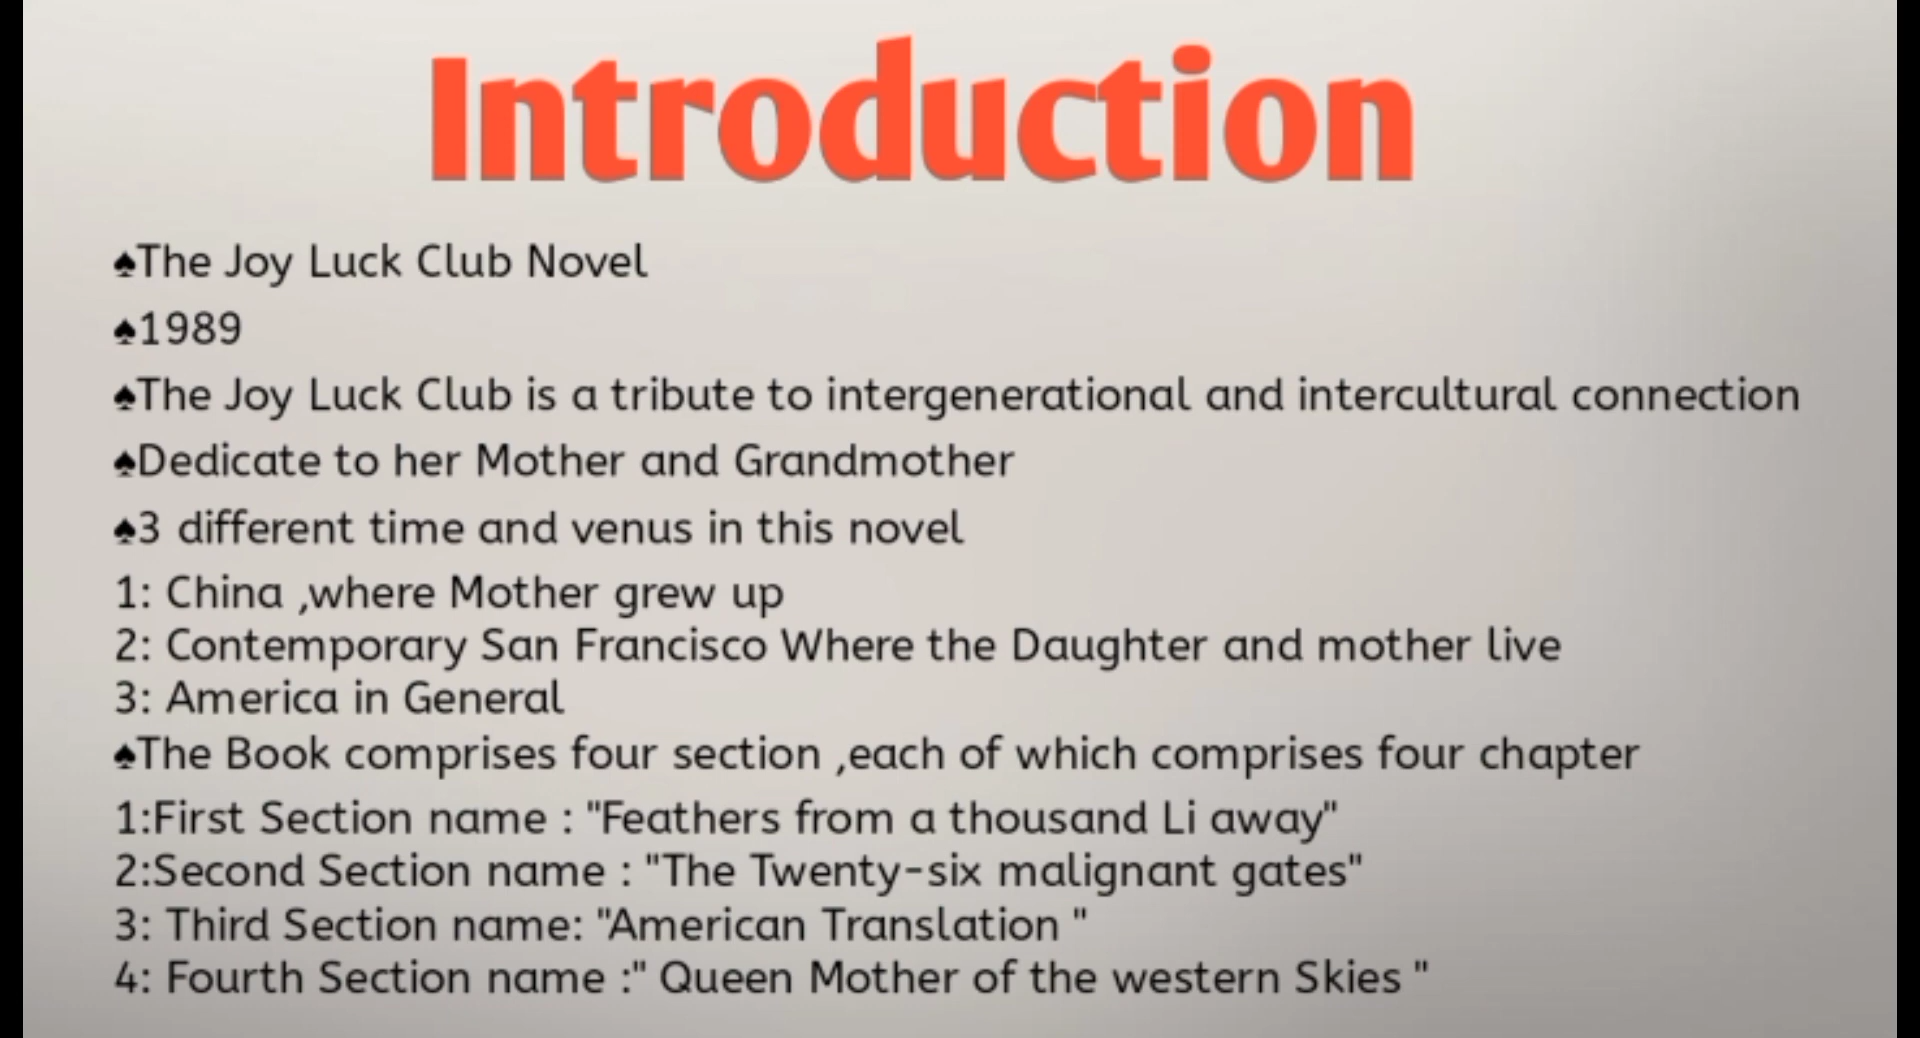 Introduction
♠The Joy Luck Club Novel
♠1989
♠The Joy Luck Club is a tribute to intergenerational and intercultural connection
♠Dedicate to her Mother and Grandmother
♠3 different time and venus in this novel
1: China ,where Mother grew up
2: Contemporary San Francisco Where the Daughter and mother live
3: America in General
♠The Book comprises four section ,each of which comprises four chapter
1:First Section name : "Feathers from a thousand Li away"
2:Second Section name : "The Twenty-six malignant gates"
3: Third Section name: "American Translation "
4: Fourth Section name :" Queen Mother of the western Skies "